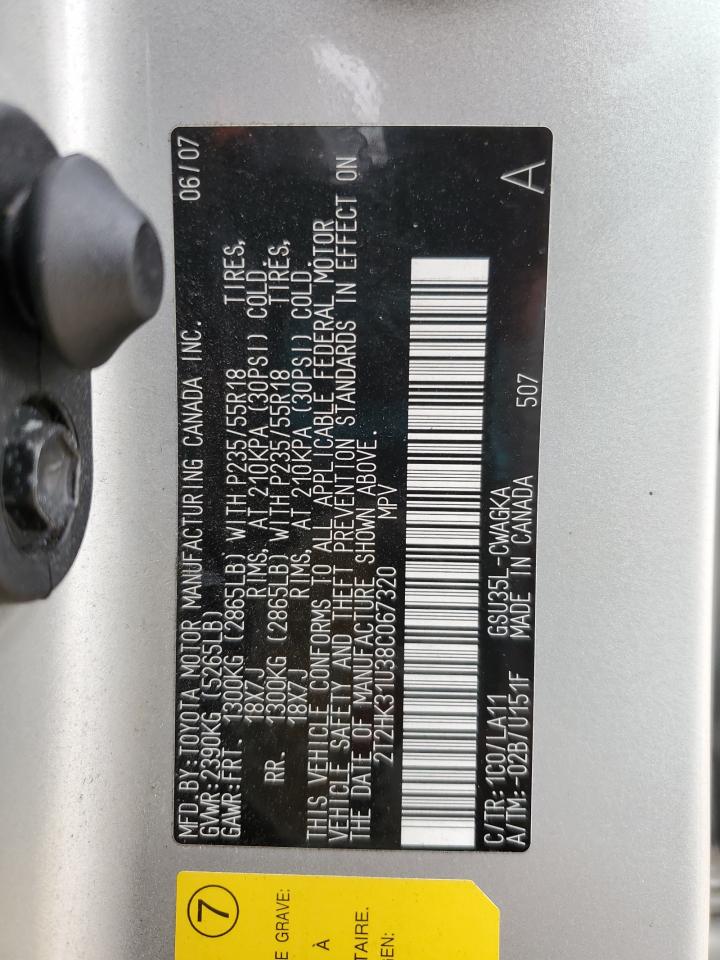 MFD. BY: TOYOTA MOTOR MANUFACTURING CANADA INC. 06/07
GVWR: 2390KG (5265LB)
GAWR: FRT. 1300KG (2865LB) WITH P235/55R18 TIRES,
18X7J RIMS, AT 210KPA (30PSI) COLD.
RR. 1300KG (2865LB) WITH P235/55R18 TIRES,
18X7J RIMS, AT 210KPA (30PSI) COLD.
THIS VEHICLE CONFORMS TO ALL APPLICABLE FEDERAL MOTOR
VEHICLE SAFETY AND THEFT PREVENTION STANDARDS IN EFFECT ON
THE DATE OF MANUFACTURE SHOWN ABOVE.
2T2HK31U38C067320 MPV
C/TR: 1C0/LA11 GSU35L-CWAGKA A
A/TM: -02B/U151F MADE IN CANADA 507
7
E GRAVE:
À
TAIRE.
GEN: